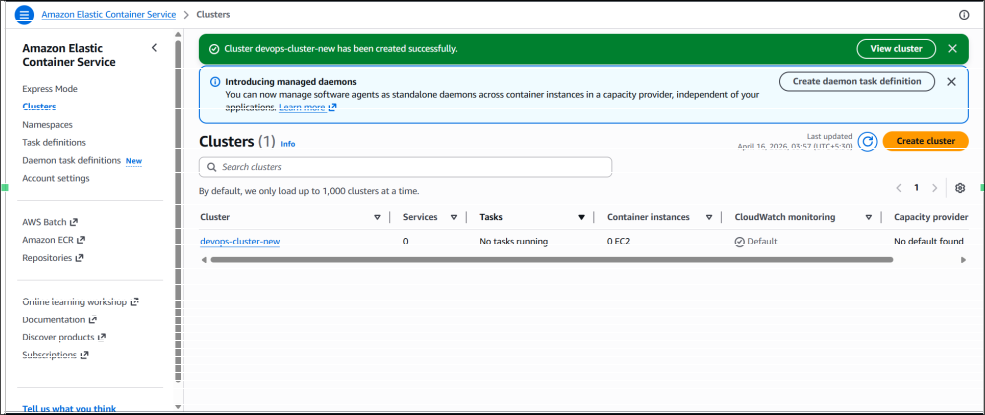 Amazon Elastic Container Service > Clusters
Amazon Elastic
Container Service
Express Mode
Clusters
Namespaces
Task definitions
Daemon task definitions New
Account settings
AWS Batch
Amazon ECR
Repositories
Online learning workshop
Documentation
Discover products
Subscriptions
Tell us what you think
Cluster devops-cluster-new has been created successfully.
View cluster
Introducing managed daemons
You can now manage software agents as standalone daemons across container instances in a capacity provider, independent of your
applications. Learn more
Create daemon task definition
Clusters (1) Info
Last updated
April 16, 2026, 03:57 (UTC+5:30)
Create cluster
Search clusters
By default, we only load up to 1,000 clusters at a time.
1
Cluster Services Tasks Container instances CloudWatch monitoring Capacity provider
devops-cluster-new 0 No tasks running 0 EC2 Default No default found